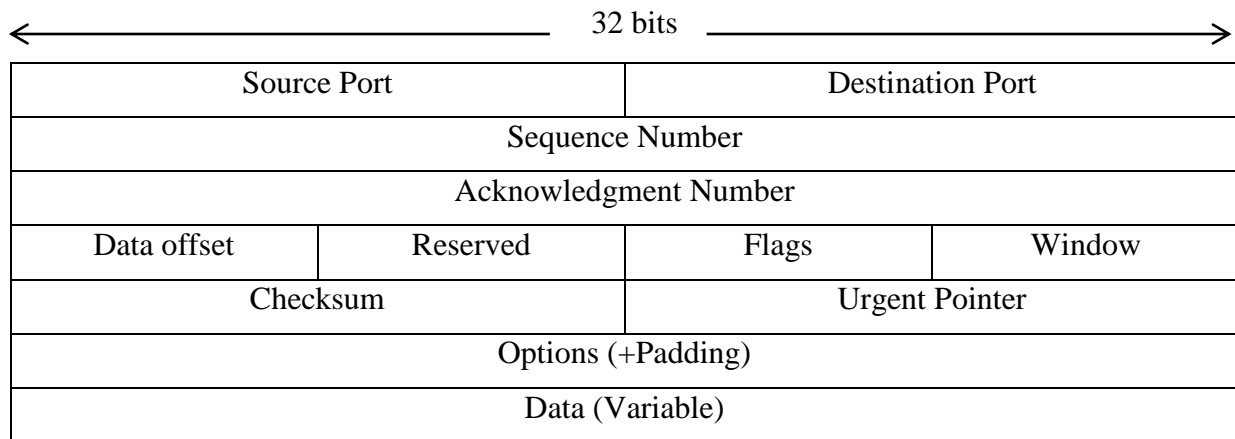 32 bits
Source Port Destination Port
Sequence Number
Acknowledgment Number
Data offset Reserved Flags Window
Checksum Urgent Pointer
Options (+Padding)
Data (Variable)